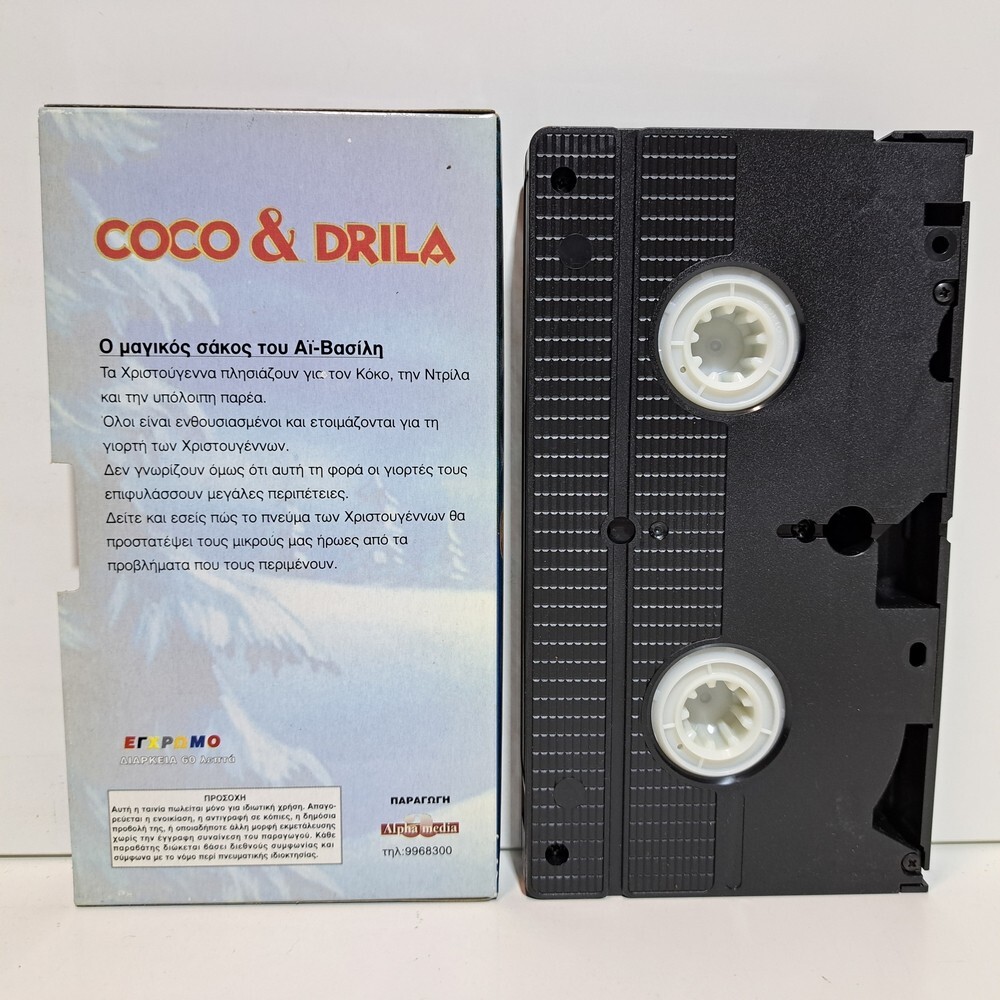 COCO & DRILA
Ο μαγικός σάκος του Αϊ-Βασίλη
Τα Χριστούγεννα πλησιάζουν για τον Κόκο, την Ντρίλα
και την υπόλοιπη παρέα.
Όλοι είναι ενθουσιασμένοι και ετοιμάζονται για τη
γιορτή των Χριστουγέννων.
Δεν γνωρίζουν όμως ότι αυτή τη φορά οι γιορτές τους
επιφυλάσσουν μεγάλες περιπέτειες.
Δείτε και εσείς πώς το πνεύμα των Χριστουγέννων θα
προστατέψει τους μικρούς μας ήρωες από τα
προβλήματα που τους περιμένουν.
ΕΓΧΡΩΜΟ
ΔΙΑΡΚΕΙΑ 60 λεπτά
ΠΡΟΣΟΧΗ
Αυτή η ταινία πωλείται μόνο για ιδιωτική χρήση. Απαγο-
ρεύεται η ενοικίαση, η αντιγραφή σε κόπιες, η δημόσια
προβολή της, ή οποιαδήποτε άλλη μορφή εκμετάλευσης
χωρίς την έγγραφη συναίνεση του παραγωγού. Κάθε
παραβάτης διώκεται βάσει διεθνούς συμφωνίας και
σύμφωνα με το νόμο περί πνευματικής ιδιοκτησίας.
ΠΑΡΑΓΩΓΗ
Alpha media
τηλ:9968300